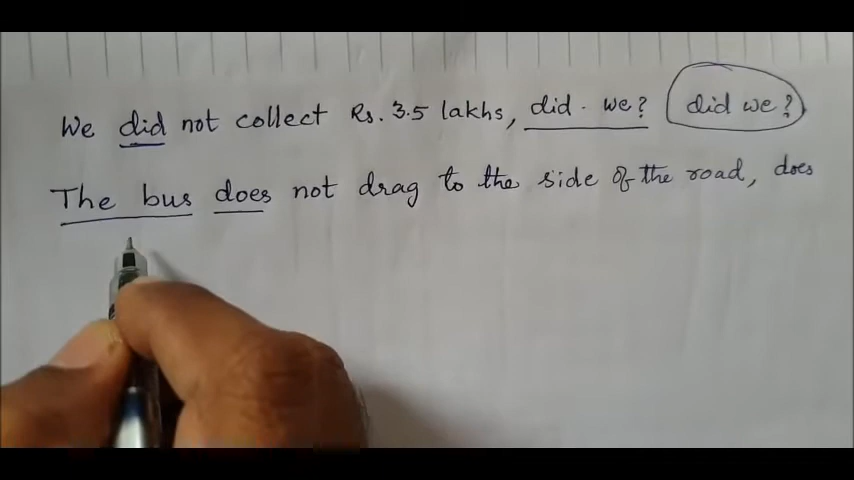 We did not collect Rs. 3.5 lakhs, did - we? did we?
The bus does not drag to the side of the road, does